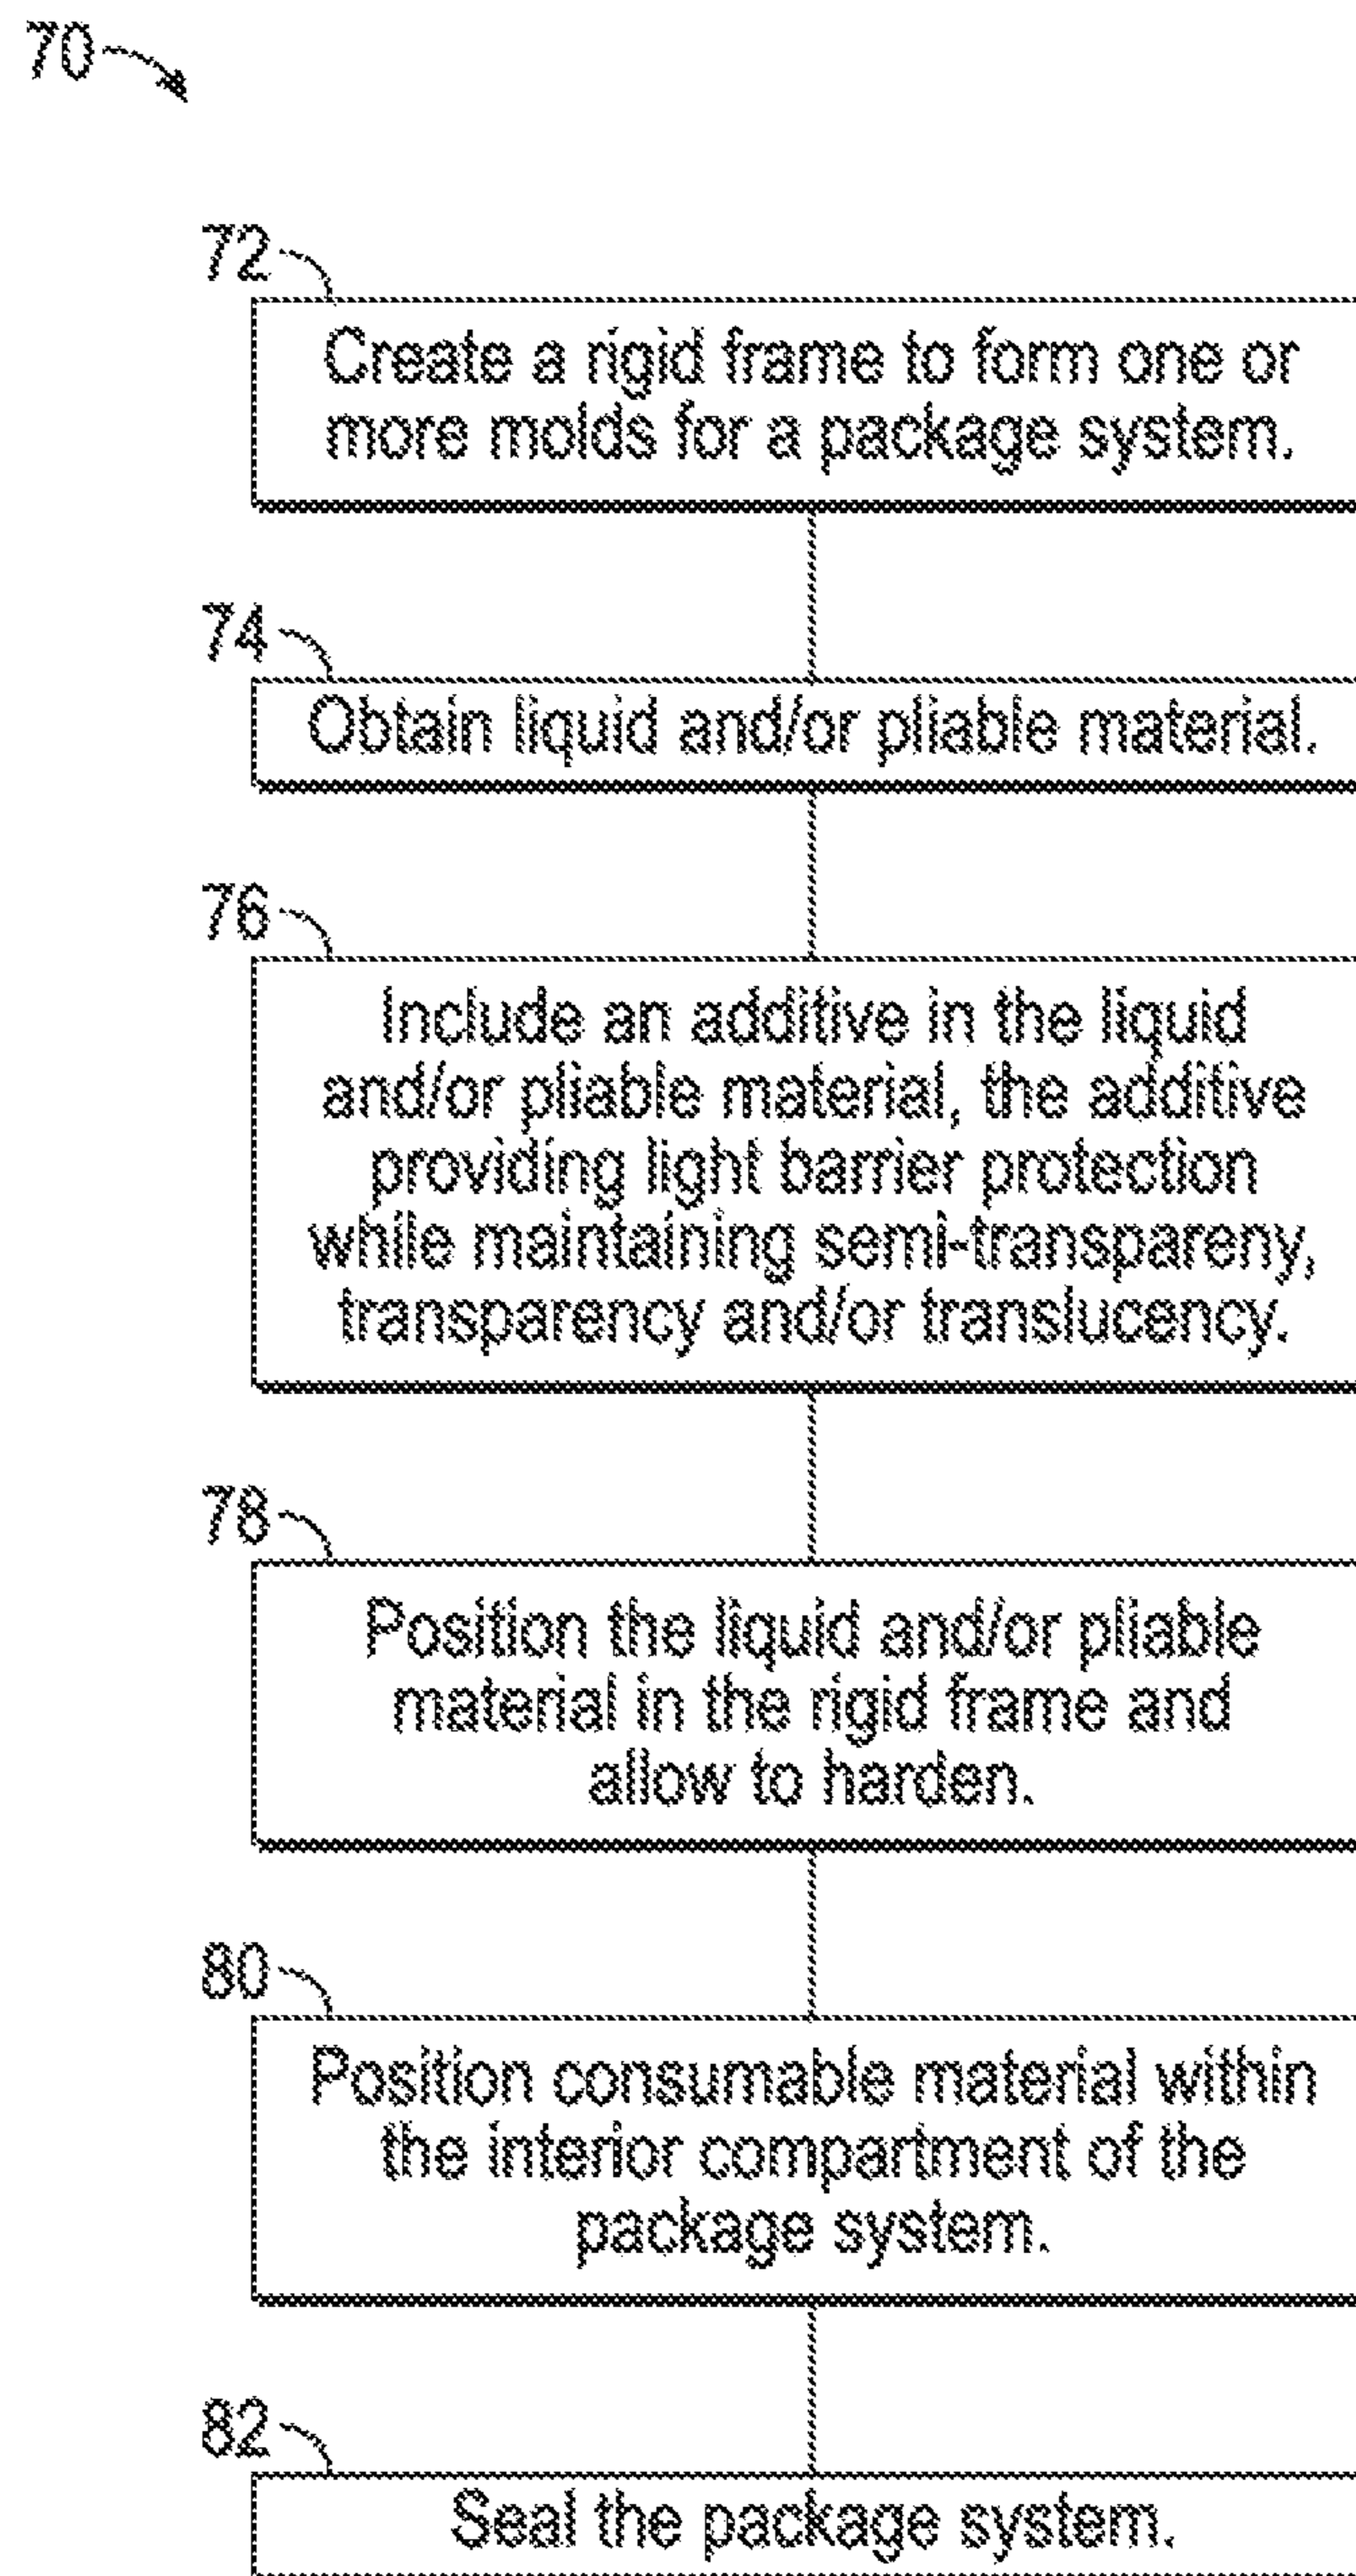 70
72
Create a rigid frame to form one or
more molds for a package system.
74
Obtain liquid and/or pliable material.
76
Include an additive in the liquid
and/or pliable material, the additive
providing light barrier protection
while maintaining semi-transpareny,
transparency and/or translucency.
78
Position the liquid and/or pliable
material in the rigid frame and
allow to harden.
80
Position consumable material within
the interior compartment of the
package system.
82
Seal the package system.